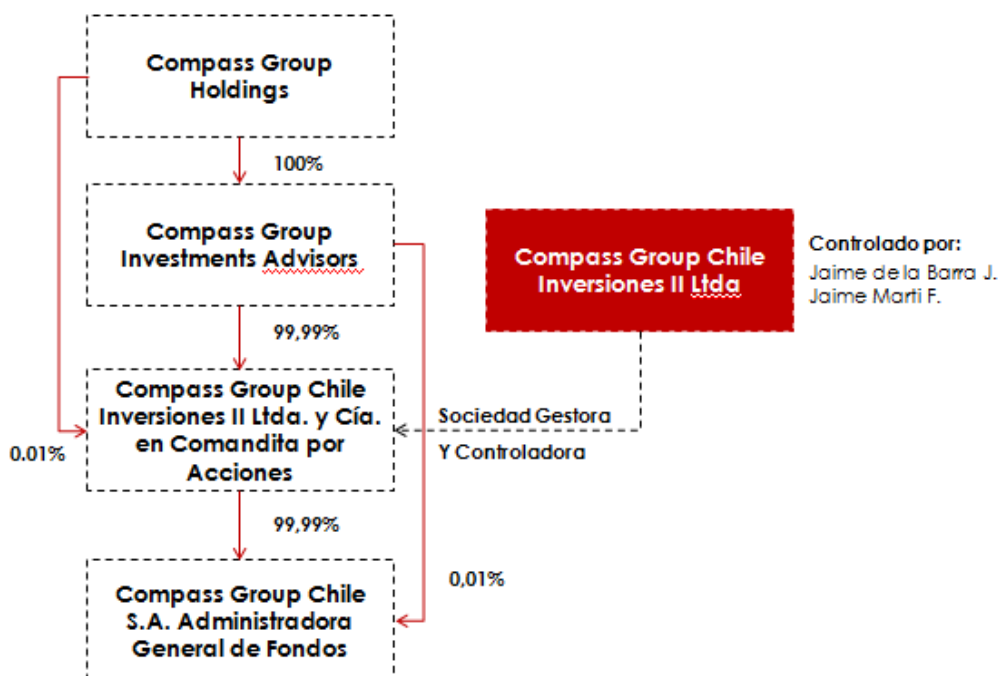 Compass Group
Holdings
100%
Compass Group
Investments Advisors
Compass Group Chile
Inversiones II Ltda
Controlado por:
Jaime de la Barra J.
Jaime Marti F.
99,99%
Compass Group Chile
Inversiones II Ltda. y Cía.
en Comandita por
Acciones
Sociedad Gestora
Y Controladora
0.01%
99,99%
0,01%
Compass Group Chile
S.A. Administradora
General de Fondos